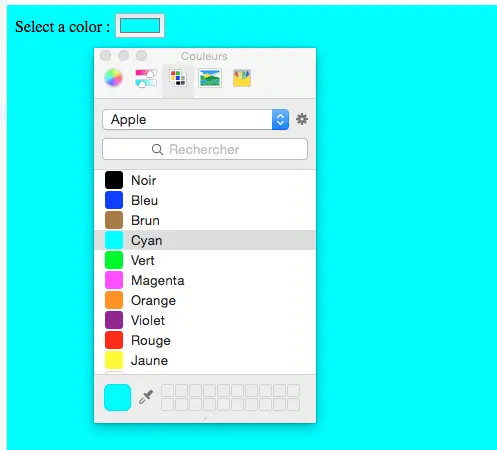 Select a color :
Couleurs
Apple
Rechercher
Noir
Bleu
Brun
Cyan
Vert
Magenta
Orange
Violet
Rouge
Jaune